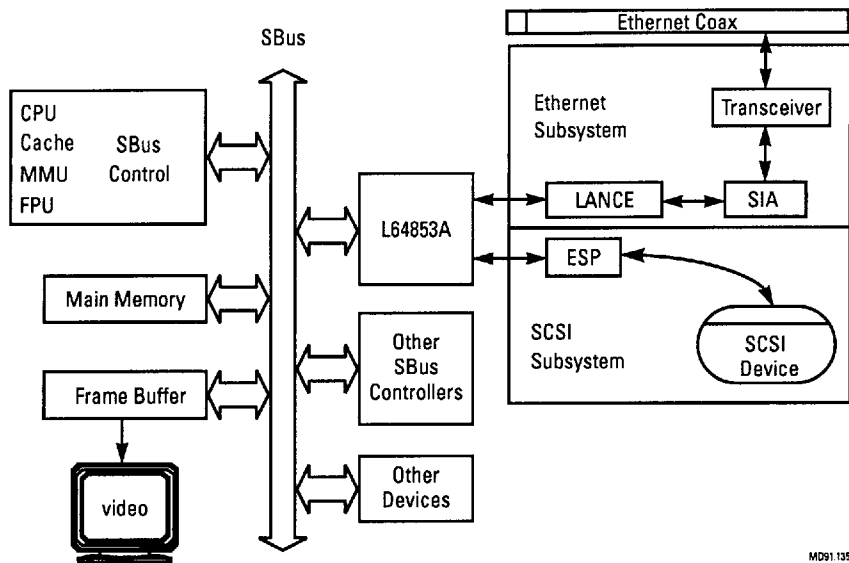 Ethernet Coax
SBus
CPU
Cache
MMU
FPU
SBus
Control
Ethernet
Subsystem
Transceiver
L64853A
LANCE
SIA
ESP
Main Memory
SCSI
Subsystem
SCSI
Device
Other
SBus
Controllers
Frame Buffer
video
Other
Devices
MD91.135